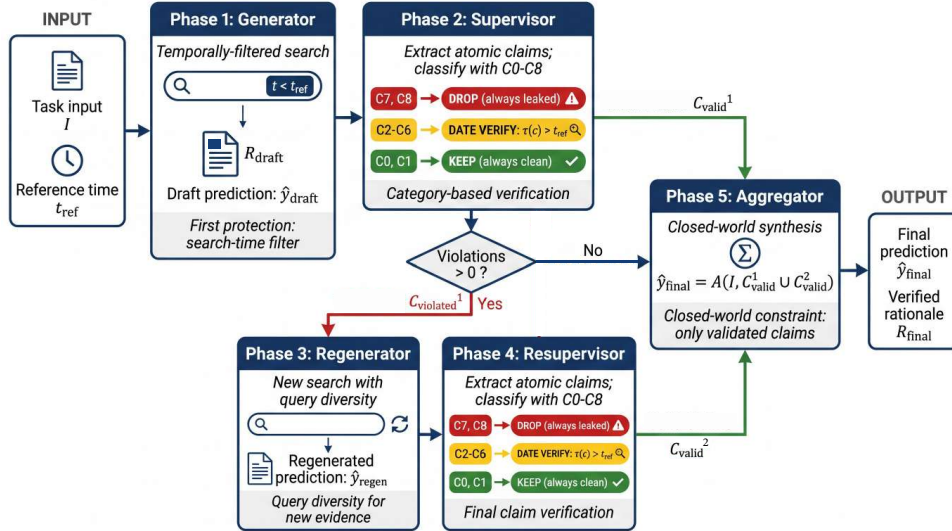 INPUT
Task input
I
Reference time
t_ref
Phase 1: Generator
Temporally-filtered search
t < t_ref
R_draft
Draft prediction: ŷ_draft
First protection:
search-time filter
Phase 2: Supervisor
Extract atomic claims;
classify with C0-C8
C7, C8 DROP (always leaked)
C2-C6 DATE VERIFY: τ(c) > t_ref
C0, C1 KEEP (always clean)
Category-based verification
C_valid^1
Violations
> 0 ?
No
C_violated^1 Yes
Phase 3: Regenerator
New search with
query diversity
Regenerated
prediction: ŷ_regen
Query diversity for
new evidence
Phase 4: Resupervisor
Extract atomic claims;
classify with C0-C8
C7, C8 DROP (always leaked)
C2-C6 DATE VERIFY: τ(c) > t_ref
C0, C1 KEEP (always clean)
Final claim verification
C_valid^2
Phase 5: Aggregator
Closed-world synthesis
Σ
ŷ_final = A(I, C_valid^1 ∪ C_valid^2)
Closed-world constraint:
only validated claims
OUTPUT
Final
prediction
ŷ_final
Verified
rationale
R_final